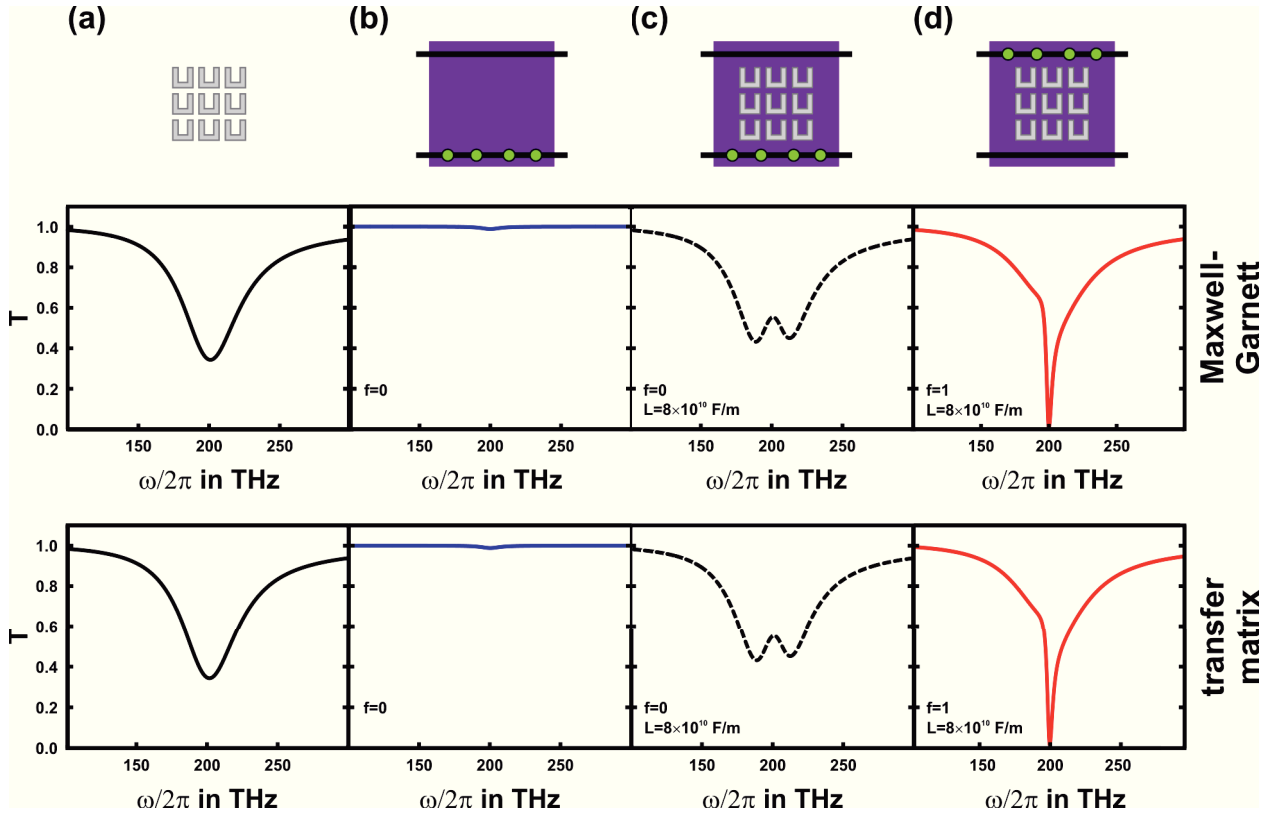 (a) (b) (c) (d)
1.0
0.8
0.6
0.4
0.2
0.0
T
f=0
f=0
L=8×10¹⁰ F/m
f=1
L=8×10¹⁰ F/m
150 200 250 150 200 250 150 200 250 150 200 250
ω/2π in THz ω/2π in THz ω/2π in THz ω/2π in THz
Maxwell-
Garnett
1.0
0.8
0.6
0.4
0.2
0.0
T
f=0
f=0
L=8×10¹⁰ F/m
f=1
L=8×10¹⁰ F/m
150 200 250 150 200 250 150 200 250 150 200 250
ω/2π in THz ω/2π in THz ω/2π in THz ω/2π in THz
transfer
matrix